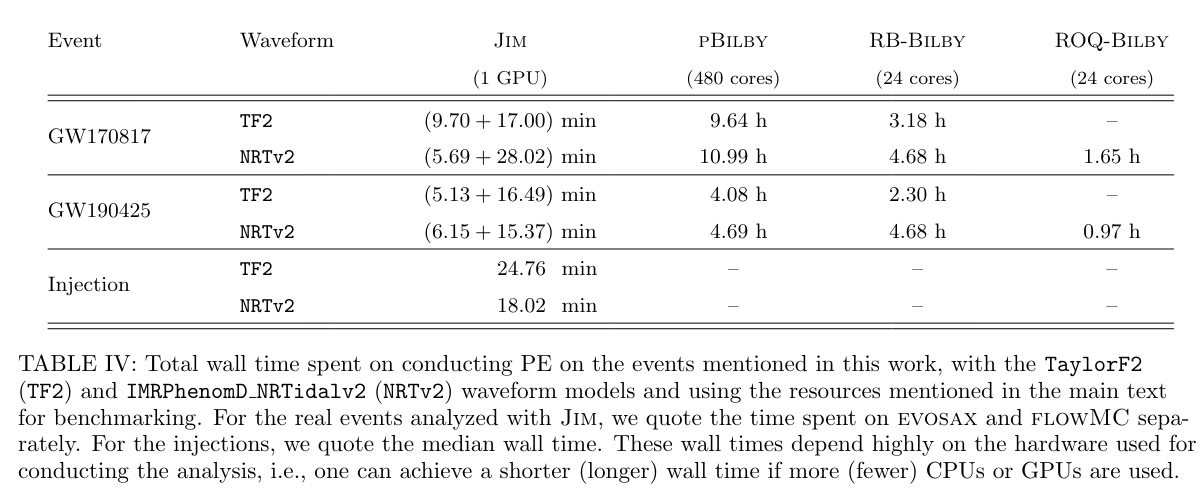 Event Waveform JIM PBILBY RB-BILBY ROQ-BILBY
(1 GPU) (480 cores) (24 cores) (24 cores)
GW170817
TF2 (9.70 + 17.00) min 9.64 h 3.18 h –
NRTv2 (5.69 + 28.02) min 10.99 h 4.68 h 1.65 h
GW190425
TF2 (5.13 + 16.49) min 4.08 h 2.30 h –
NRTv2 (6.15 + 15.37) min 4.69 h 4.68 h 0.97 h
Injection
TF2 24.76 min – – –
NRTv2 18.02 min – – –
TABLE IV: Total wall time spent on conducting PE on the events mentioned in this work, with the TaylorF2
(TF2) and IMRPhenomD_NRTidalv2 (NRTv2) waveform models and using the resources mentioned in the main text
for benchmarking. For the real events analyzed with JIM, we quote the time spent on EVOSAX and FLOWMC sepa-
rately. For the injections, we quote the median wall time. These wall times depend highly on the hardware used for
conducting the analysis, i.e., one can achieve a shorter (longer) wall time if more (fewer) CPUs or GPUs are used.